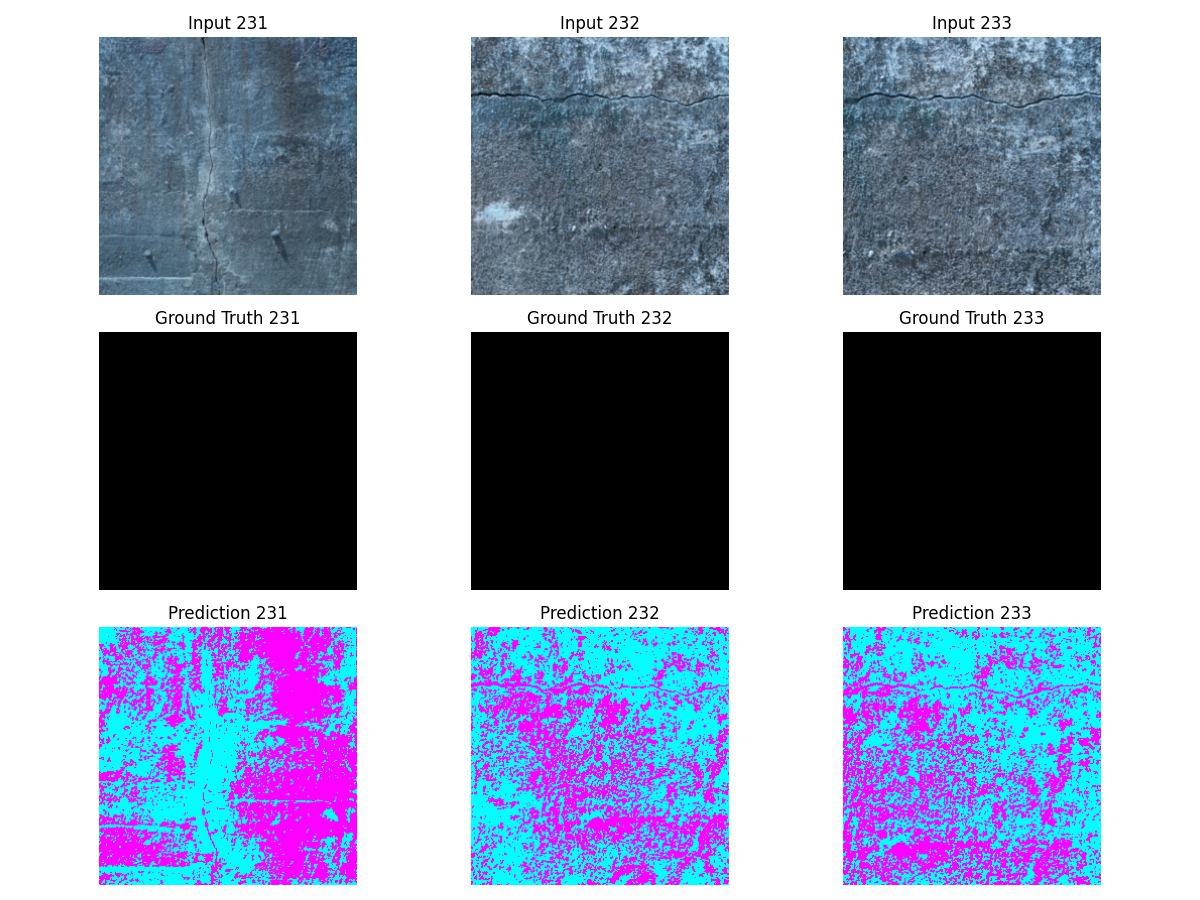 Input 231
Input 232
Input 233
Ground Truth 231
Ground Truth 232
Ground Truth 233
Prediction 231
Prediction 232
Prediction 233